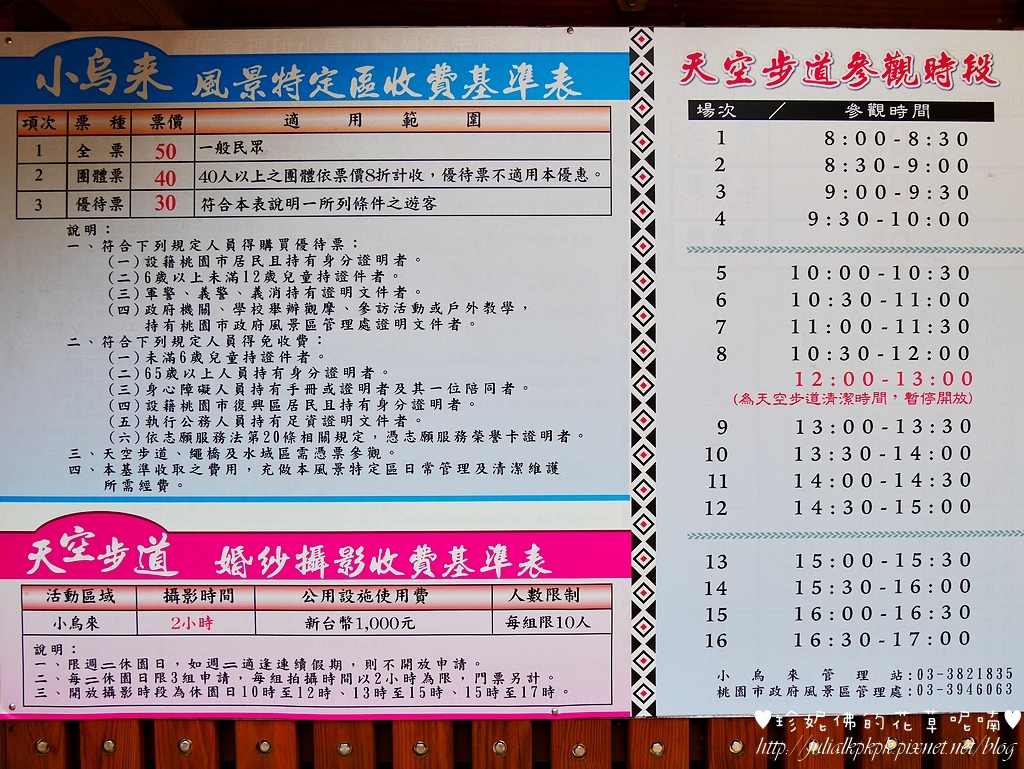 小烏來 風景特定區收費基準表
項次 票種 票價 適用範圍
1 全票 50 一般民眾
2 團體票 40 40人以上之團體依票價8折計收，優待票不適用本優惠。
3 優待票 30 符合本表說明一所列條件之遊客
說明：
一、符合下列規定人員得購買優待票：
(一)設籍桃園市居民且持有身分證明者。
(二)6歲以上未滿12歲兒童持證件者。
(三)軍警、義警、義消持有證明文件者。
(四)政府機關、學校舉辦觀摩、參訪活動或戶外教學，
持有桃園市政府風景區管理處證明文件者。
二、符合下列規定人員得免收費：
(一)未滿6歲兒童持證件者。
(二)65歲以上人員持有身分證明者。
(三)身心障礙人員持有手冊或證明者及其一位陪同者。
(四)設籍桃園市復興區居民且持有身分證明者。
(五)執行公務人員持有足資證明文件者。
(六)依志願服務法第20條相關規定，憑志願服務榮譽卡證明者。
三、天空步道、繩橋及水域區需憑票參觀。
四、本基準收取之費用，充做本風景特定區日常管理及清潔維護
所需經費。
天空步道 婚紗攝影收費基準表
活動區域 攝影時間 公用設施使用費 人數限制
小烏來 2小時 新台幣1,000元 每組限10人
說明：
一、限週二休園日，如週二適逢連續假期，則不開放申請。
二、每二休園日限3組申請，每組拍攝時間以2小時為限，門票另計。
三、開放攝影時段為休園日10時至12時、13時至15時、15時至17時。
天空步道參觀時段
場次 ／ 參觀時間
1 8:00-8:30
2 8:30-9:00
3 9:00-9:30
4 9:30-10:00
5 10:00-10:30
6 10:30-11:00
7 11:00-11:30
8 10:30-12:00
12:00-13:00
(為天空步道清潔時間，暫停開放)
9 13:00-13:30
10 13:30-14:00
11 14:00-14:30
12 14:30-15:00
13 15:00-15:30
14 15:30-16:00
15 16:00-16:30
16 16:30-17:00
小烏來管理站:03-3821835
桃園市政府風景區管理處:03-3946063
♥珍妮佛的花草呢喃♥
http://julialkpkpk.pixnet.net/blog